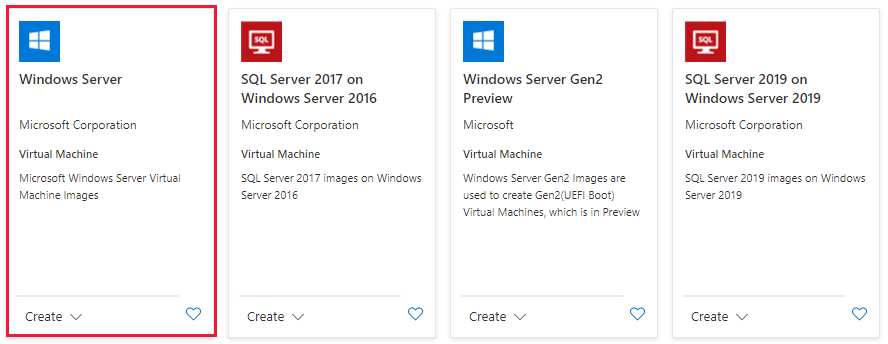 Windows Server
Microsoft Corporation
Virtual Machine
Microsoft Windows Server Virtual
Machine Images
Create
SQL
SQL Server 2017 on
Windows Server 2016
Microsoft Corporation
Virtual Machine
SQL Server 2017 images on Windows
Server 2016
Create
Windows Server Gen2
Preview
Microsoft
Virtual Machine
Windows Server Gen2 Images are
used to create Gen2(UEFI Boot)
Virtual Machines, which is in Preview
Create
SQL
SQL Server 2019 on
Windows Server 2019
Microsoft Corporation
Virtual Machine
SQL Server 2019 images on Windows
Server 2019
Create